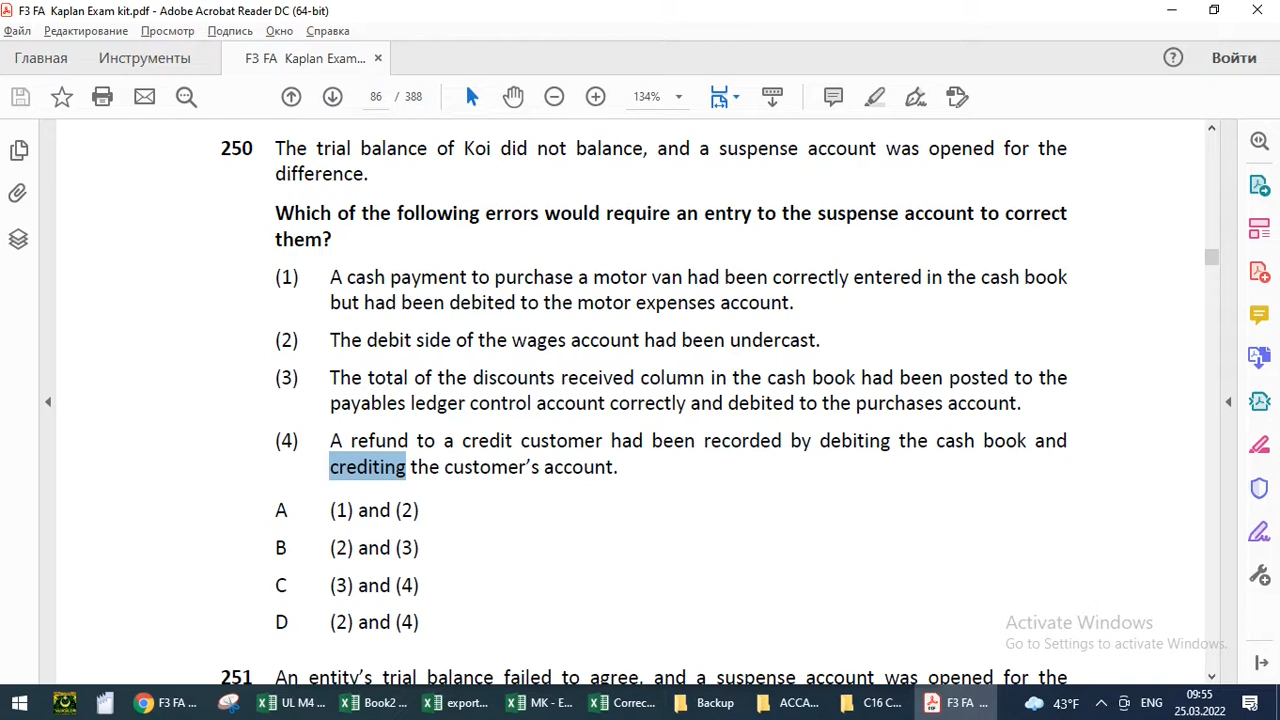 F3 FA Kaplan Exam kit.pdf - Adobe Acrobat Reader DC (64-bit)
Файл Редактирование Просмотр Подпись Окно Справка
Главная Инструменты F3 FA Kaplan Exam... × Войти
86 / 388 134%
250 The trial balance of Koi did not balance, and a suspense account was opened for the
difference.
Which of the following errors would require an entry to the suspense account to correct
them?
(1) A cash payment to purchase a motor van had been correctly entered in the cash book
but had been debited to the motor expenses account.
(2) The debit side of the wages account had been undercast.
(3) The total of the discounts received column in the cash book had been posted to the
payables ledger control account correctly and debited to the purchases account.
(4) A refund to a credit customer had been recorded by debiting the cash book and
crediting the customer's account.
A (1) and (2)
B (2) and (3)
C (3) and (4)
D (2) and (4)
Activate Windows
Go to Settings to activate Windows.
251 An entity's trial balance failed to agree, and a suspense account was opened for the
F3 FA ... UL M4 ... Book2 ... export... MK - E... Correc... Backup ACCA... C16 C... F3 FA ... 43°F ENG 09:55
25.03.2022